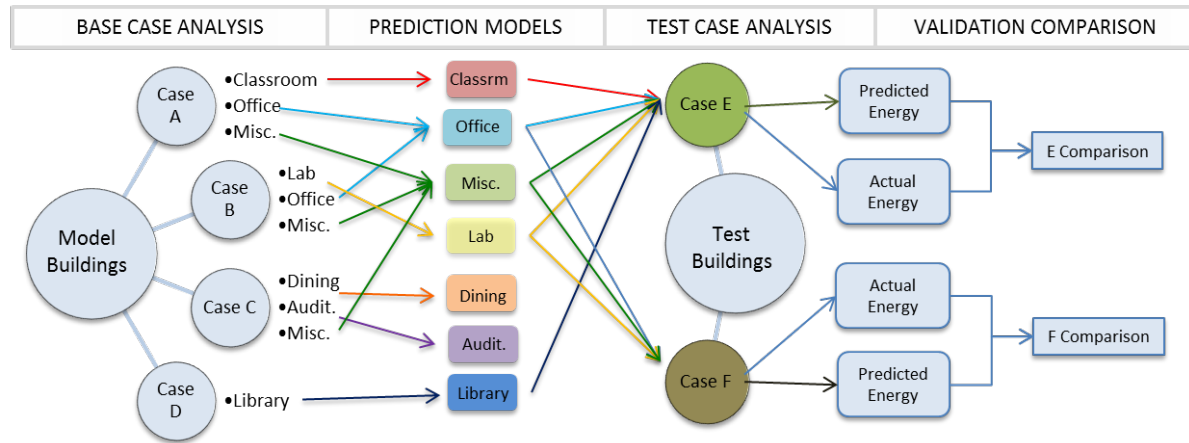 BASE CASE ANALYSIS
PREDICTION MODELS
TEST CASE ANALYSIS
VALIDATION COMPARISON
Model
Buildings
Case
A
•Classroom
•Office
•Misc.
Case
B
•Lab
•Office
•Misc.
Case C
•Dining
•Audit.
•Misc.
Case
D
•Library
Classrm
Office
Misc.
Lab
Dining
Audit.
Library
Case E
Test
Buildings
Case F
Predicted
Energy
Actual
Energy
E Comparison
Actual
Energy
Predicted
Energy
F Comparison